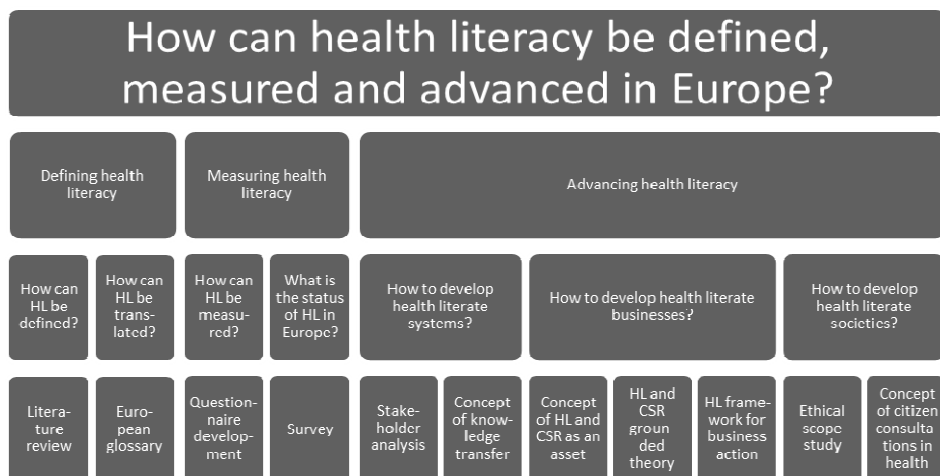 How can health literacy be defined,
measured and advanced in Europe?
Defining health
literacy
Measuring health
literacy
Advancing health literacy
How can
HL be
defined?
How can
HL be
trans-
lated?
How can
HL be
measu-
red?
What is
the status
of HL in
Europe?
How to develop
health literate
systems?
How to develop health literate
businesses?
How to develop
health literate
societies?
Litera-
ture
review
Euro-
pean
glossary
Question-
naire
develop-
ment
Survey
Stake-
holder
analysis
Concept
of know-
ledge
transfer
Concept
of HL and
CSR as an
asset
HL and
CSR
groun
ded
theory
HL frame-
work for
business
action
Ethical
scope
study
Concept
of citizen
consulta
tions in
health